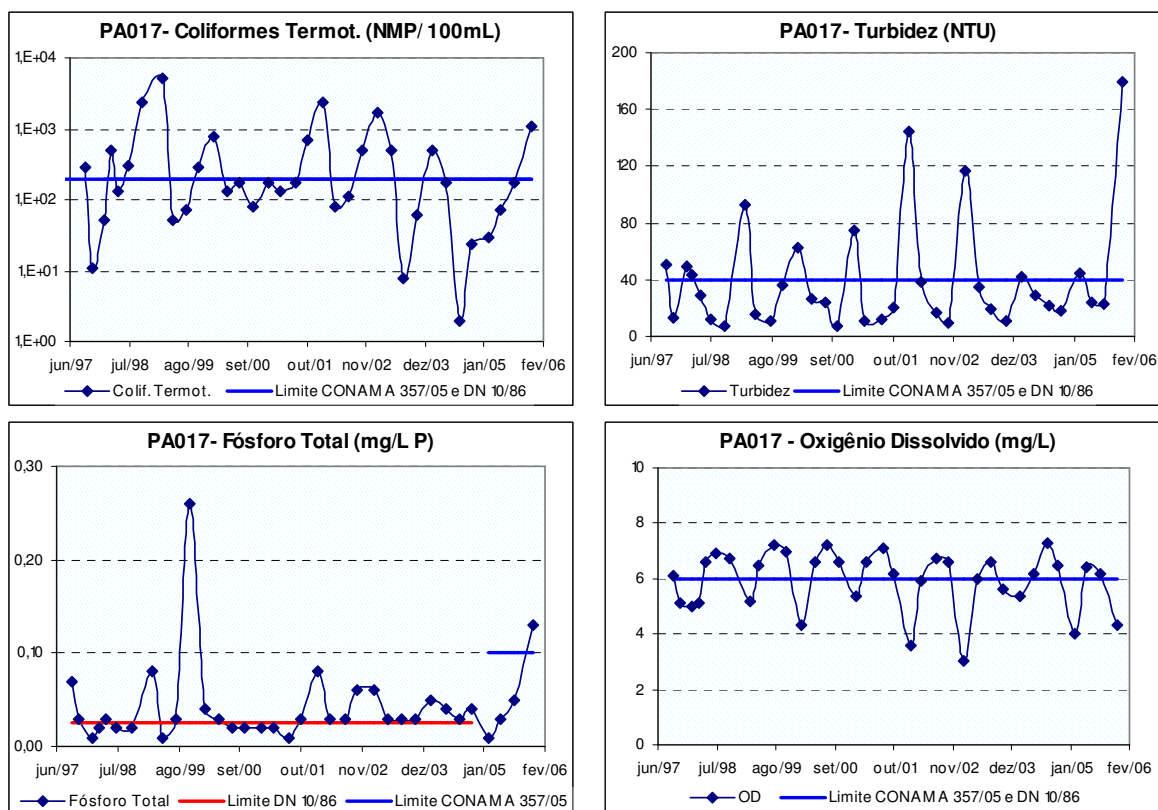 PA017- Coliformes Termot. (NMP/ 100mL)
1,E+04
1,E+03
1,E+02
1,E+01
1,E+00
jun/97 jul/98 ago/99 set/00 out/01 nov/02 dez/03 jan/05 fev/06
Colif. Termot. Limite CONAMA 357/05 e DN 10/86
PA017- Turbidez (NTU)
200
160
120
80
40
0
jun/97 jul/98 ago/99 set/00 out/01 nov/02 dez/03 jan/05 fev/06
Turbidez Limite CONAMA 357/05 e DN 10/86
PA017- Fósforo Total (mg/L P)
0,30
0,20
0,10
0,00
jun/97 jul/98 ago/99 set/00 out/01 nov/02 dez/03 jan/05 fev/06
Fósforo Total Limite DN 10/86 Limite CONAMA 357/05
PA017 - Oxigênio Dissolvido (mg/L)
10
8
6
4
2
0
jun/97 jul/98 ago/99 set/00 out/01 nov/02 dez/03 jan/05 fev/06
OD Limite CONAMA 357/05 e DN 10/86